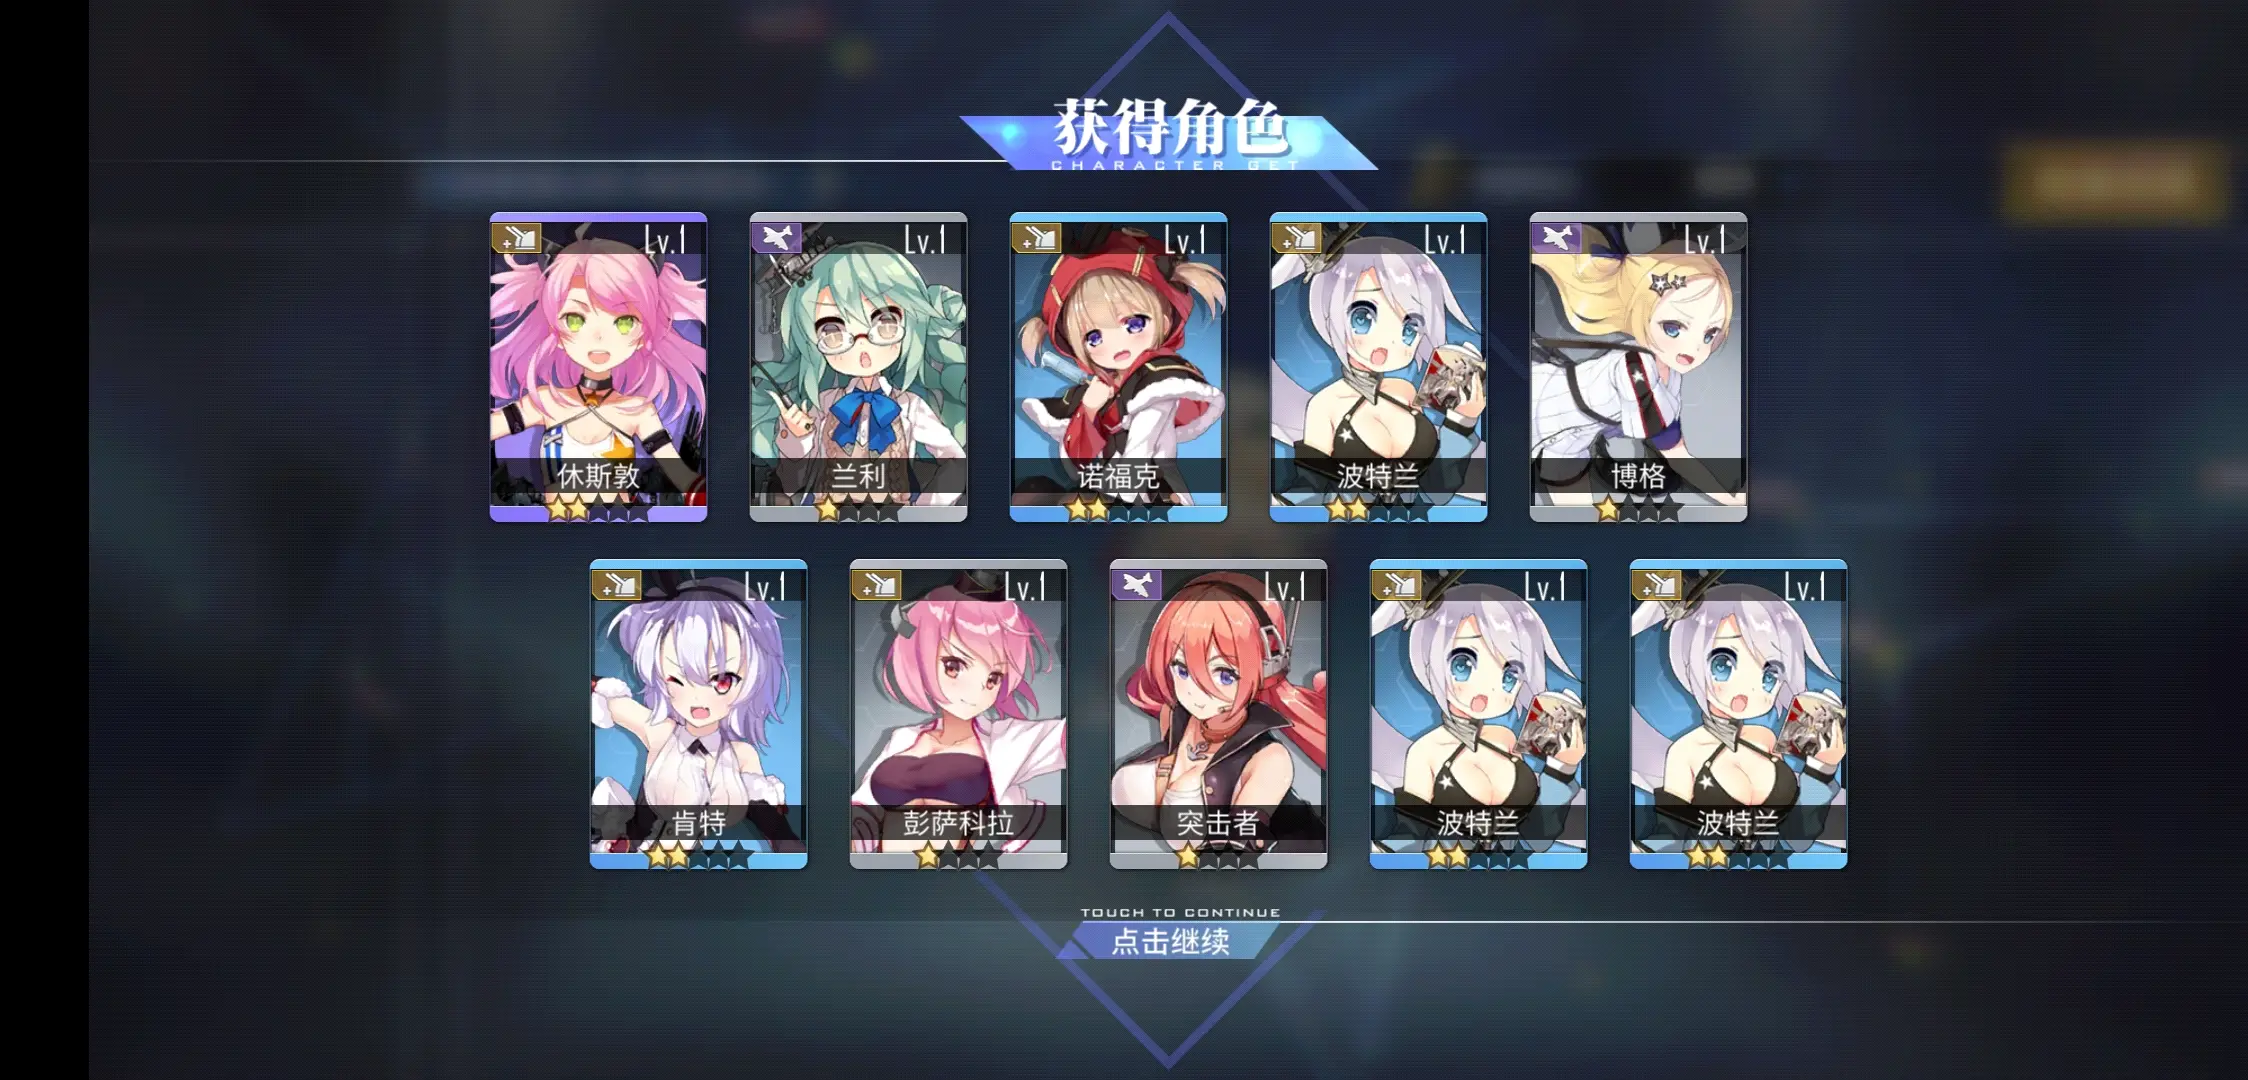 获得角色
CHARACTER GET
Lv.1
Lv.1
Lv.1
Lv.1
Lv.1
休斯敦
兰利
诺福克
波特兰
博格
Lv.1
Lv.1
Lv.1
Lv.1
Lv.1
肯特
彭萨科拉
突击者
波特兰
波特兰
TOUCH TO CONTINUE
点击继续